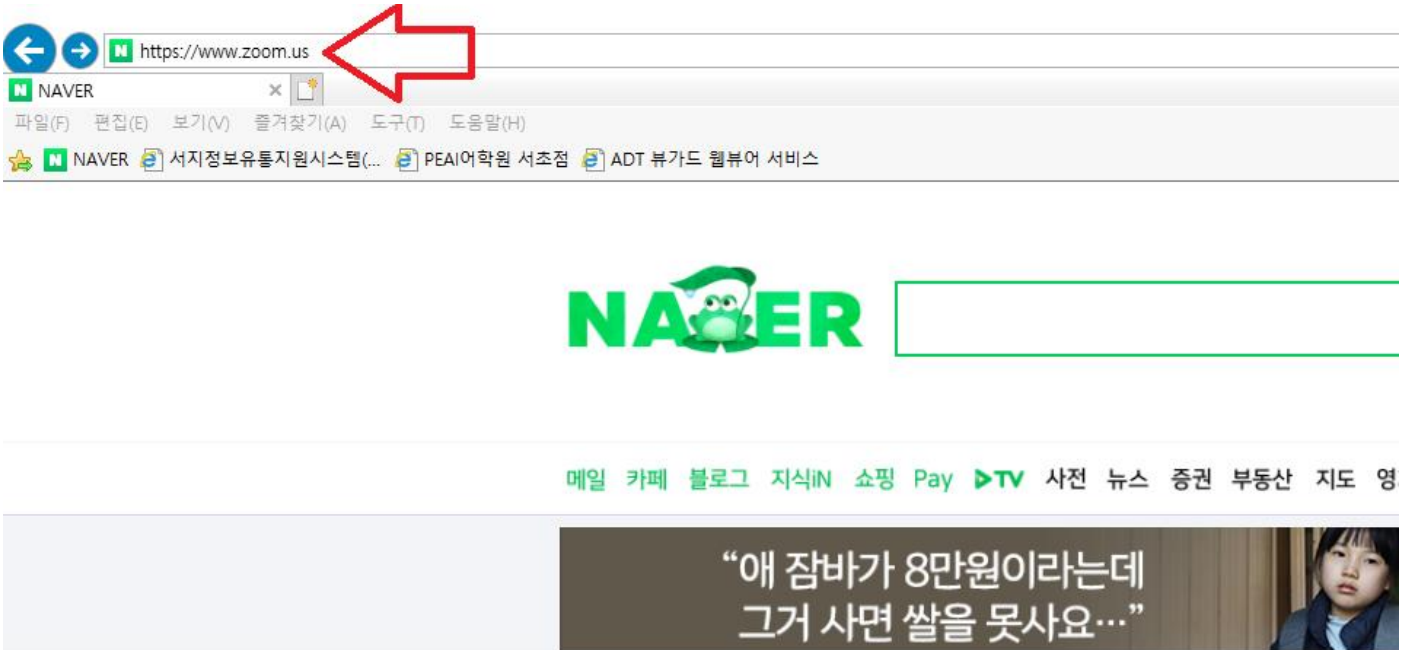 https://www.zoom.us
NAVER
파일(F) 편집(E) 보기(V) 즐겨찾기(A) 도구(T) 도움말(H)
NAVER 서지정보유통지원시스템(... PEAI어학원 서초점 ADT 뷰가드 웹뷰어 서비스
NAVER
메일 카페 블로그 지식iN 쇼핑 Pay TV 사전 뉴스 증권 부동산 지도
“애 잠바가 8만원이라는데
그거 사면 쌀을 못사요…”